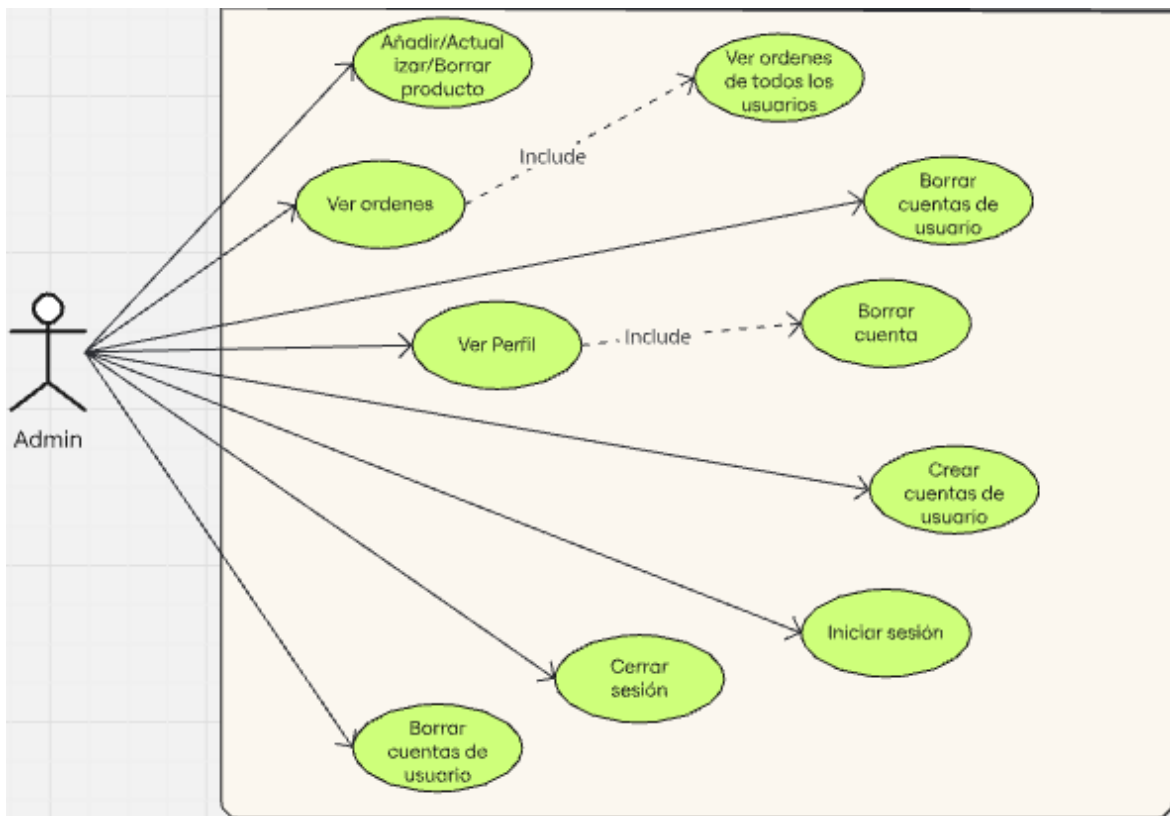 Añadir/Actual
izar/Borrar
producto
Ver ordenes
de todos los
usuarios
Include
Ver ordenes
Borrar
cuentas de
usuario
Ver Perfil
Include
Borrar
cuenta
Admin
Crear
cuentas de
usuario
Iniciar sesión
Cerrar
sesión
Borrar
cuentas de
usuario